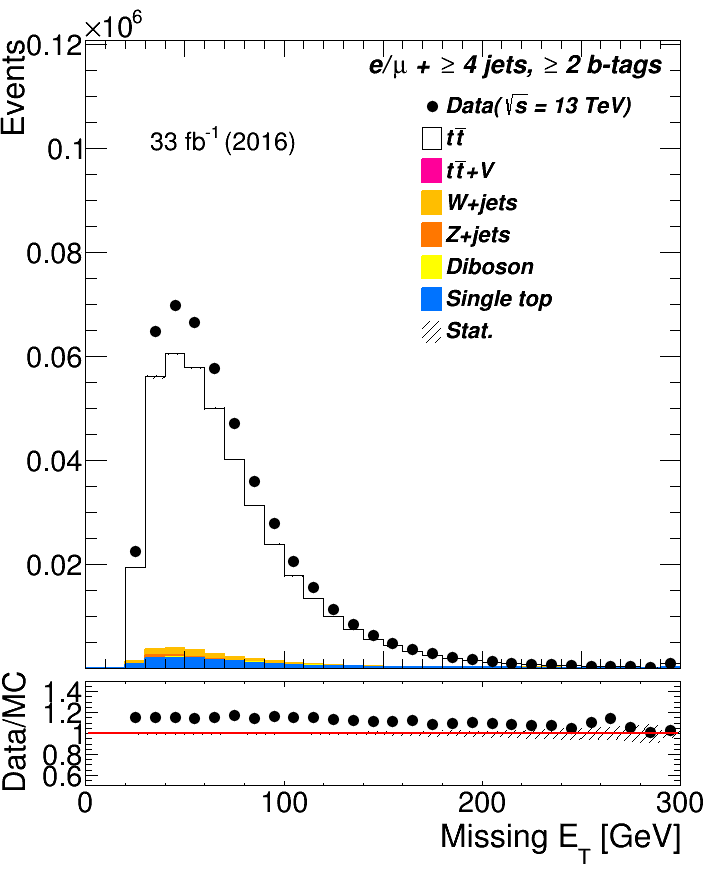 ×10⁶
0.12
Events
e/μ + ≥ 4 jets, ≥ 2 b-tags
Data(√s = 13 TeV)
33 fb⁻¹ (2016)
tt̅
0.1
tt̅+V
W+jets
Z+jets
0.08
Diboson
Single top
Stat.
0.06
0.04
0.02
Data/MC
1.4
1.2
1
0.8
0.6
0 100 200 300
Missing E_T [GeV]